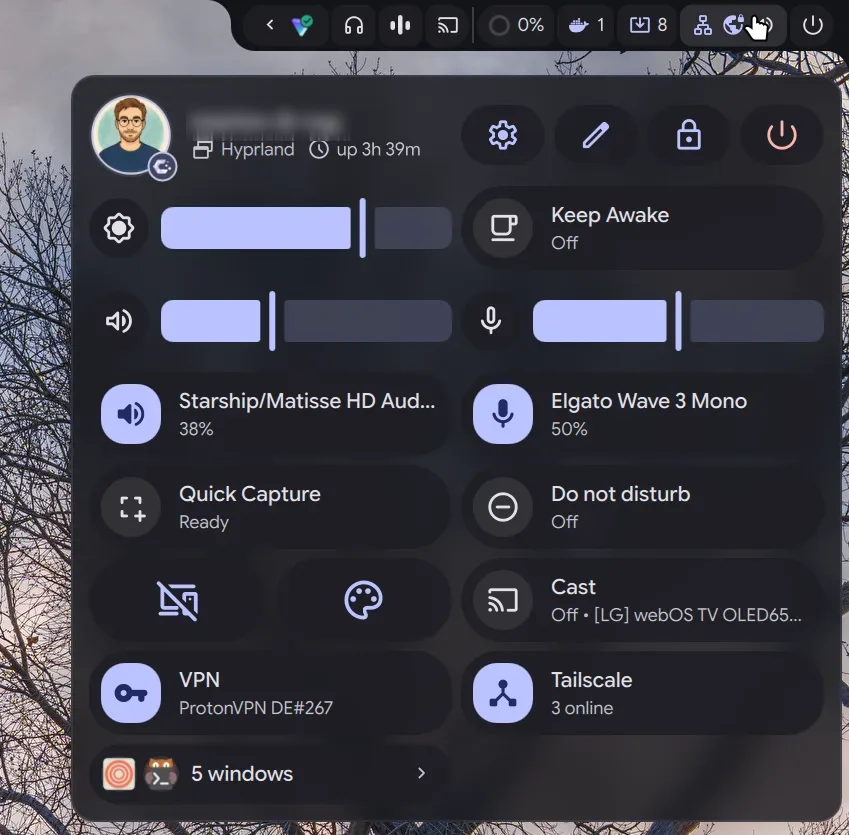 0%
1
8
Hyprland
up 3h 39m
Keep Awake
Off
Starship/Matisse HD Aud...
38%
Elgato Wave 3 Mono
50%
Quick Capture
Ready
Do not disturb
Off
Cast
Off • [LG] webOS TV OLED65...
VPN
ProtonVPN DE#267
Tailscale
3 online
5 windows